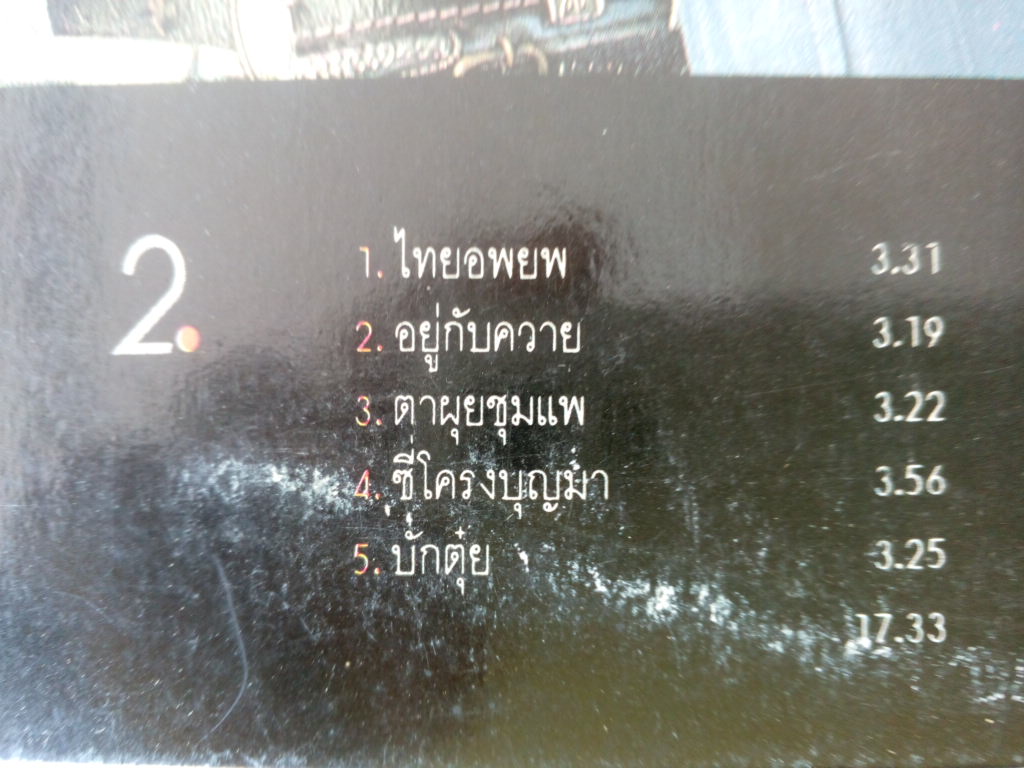 2.
1. ไทยอพยพ 3.31
2. อยู่กับควาย 3.19
3. ตาผุยชุมแพ 3.22
4. ซี่โครงบุญม่า 3.56
5. บั้กตุ๋ย 3.25
17.33